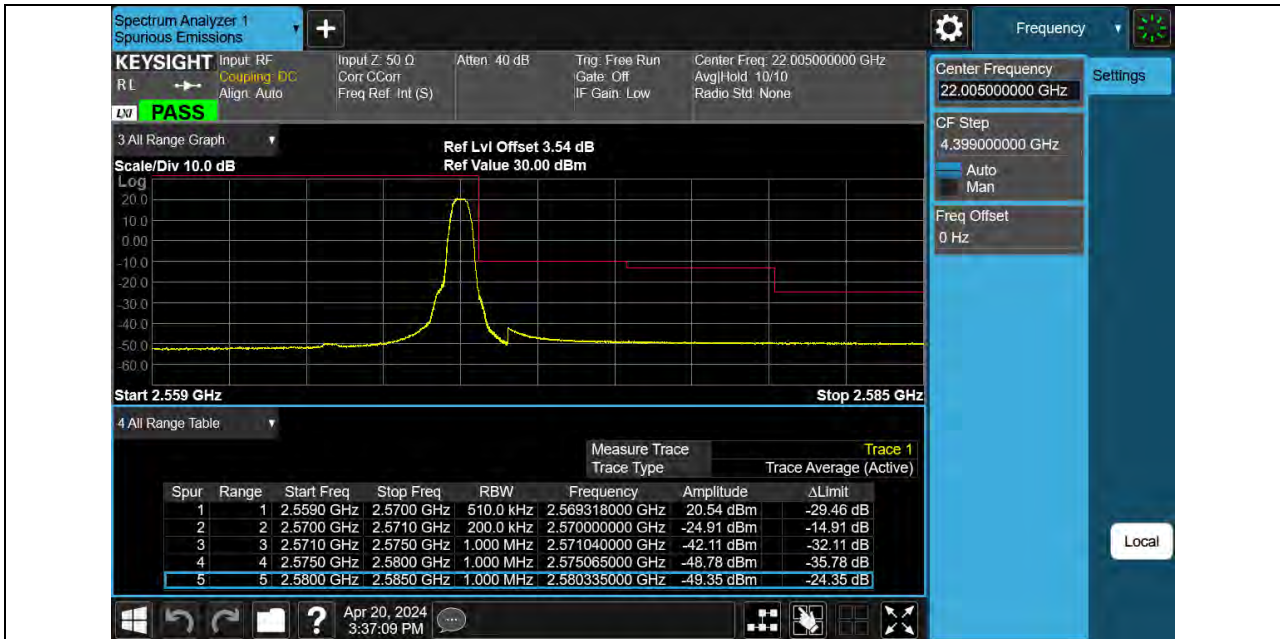 Spectrum Analyzer 1
Spurious Emissions
Frequency
KEYSIGHT Input: RF Input Z: 50 Ω Atten: 40 dB Trig: Free Run Center Freq: 22.005000000 GHz
RL Coupling: DC Corr CCorr Gate: Off Avg|Hold: 10/10
Align: Auto Freq Ref: Int (S) IF Gain: Low Radio Std: None
LXI PASS
Center Frequency
22.005000000 GHz
Settings
CF Step
4.399000000 GHz
Auto
Man
Freq Offset
0 Hz
3 All Range Graph
Ref Lvl Offset 3.54 dB
Scale/Div 10.0 dB Ref Value 30.00 dBm
Log
20.0
10.0
0.00
-10.0
-20.0
-30.0
-40.0
-50.0
-60.0
Start 2.559 GHz Stop 2.585 GHz
4 All Range Table
Measure Trace Trace 1
Trace Type Trace Average (Active)
Spur Range Start Freq Stop Freq RBW Frequency Amplitude ΔLimit
1 1 2.5590 GHz 2.5700 GHz 510.0 kHz 2.569318000 GHz 20.54 dBm -29.46 dB
2 2 2.5700 GHz 2.5710 GHz 200.0 kHz 2.570000000 GHz -24.91 dBm -14.91 dB
3 3 2.5710 GHz 2.5750 GHz 1.000 MHz 2.571040000 GHz -42.11 dBm -32.11 dB
4 4 2.5750 GHz 2.5800 GHz 1.000 MHz 2.575065000 GHz -48.78 dBm -35.78 dB
5 5 2.5800 GHz 2.5850 GHz 1.000 MHz 2.580335000 GHz -49.35 dBm -24.35 dB
Local
Apr 20, 2024
3:37:09 PM